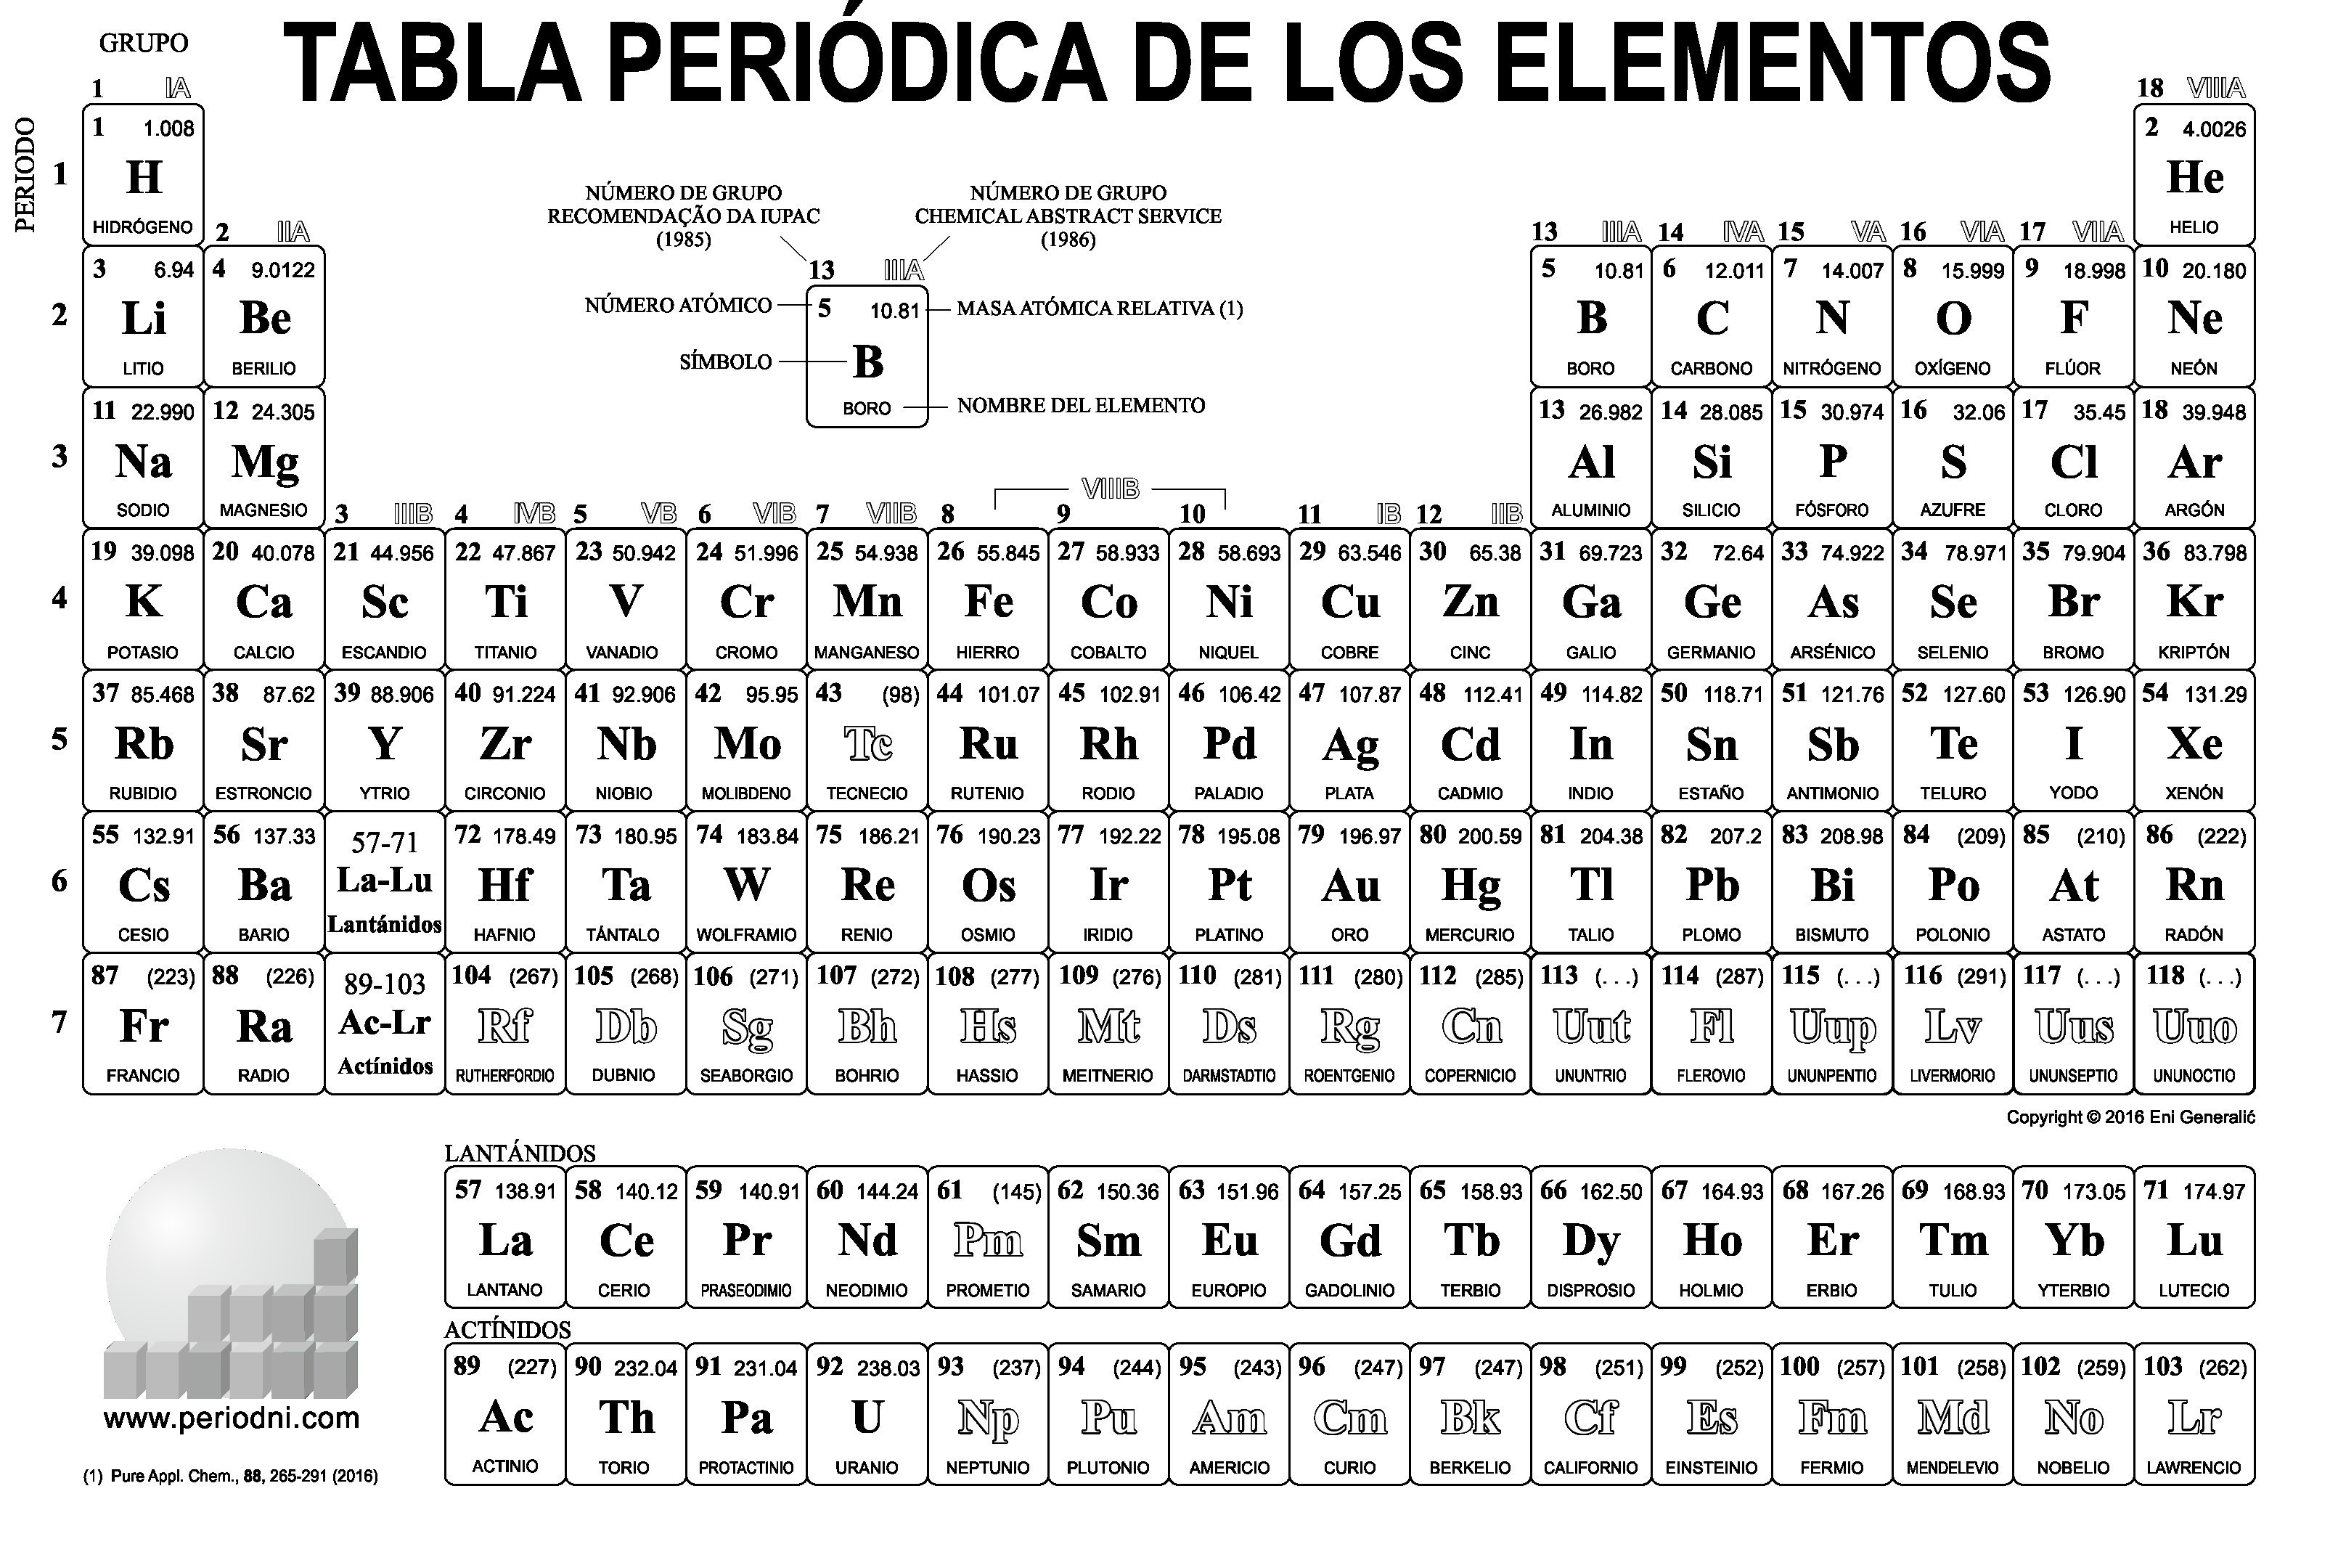 TABLA PERIÓDICA DE LOS ELEMENTOS
GRUPO
PERIODO
1 IA
18 VIIIA
1 1.008
H
HIDRÓGENO
2 4.0026
He
HELIO
1
NÚMERO DE GRUPO
RECOMENDAÇÃO DA IUPAC
(1985)
NÚMERO DE GRUPO
CHEMICAL ABSTRACT SERVICE
(1986)
13 IIIA
NÚMERO ATÓMICO
5 10.81
MASA ATÓMICA RELATIVA (1)
SÍMBOLO
B
BORO
NOMBRE DEL ELEMENTO
2 IIA
13 IIIA 14 IVA 15 VA 16 VIA 17 VIIA
3 6.94 4 9.0122 5 10.81 6 12.011 7 14.007 8 15.999 9 18.998 10 20.180
2 Li Be B C N O F Ne
LITIO BERILIO BORO CARBONO NITRÓGENO OXÍGENO FLÚOR NEÓN
11 22.990 12 24.305 13 26.982 14 28.085 15 30.974 16 32.06 17 35.45 18 39.948
3 Na Mg Al Si P S Cl Ar
SODIO MAGNESIO ALUMINIO SILICIO FÓSFORO AZUFRE CLORO ARGÓN
3 IIIB 4 IVB 5 VB 6 VIB 7 VIIB 8 9 VIIIB 10 11 IB 12 IIB
19 39.098 20 40.078 21 44.956 22 47.867 23 50.942 24 51.996 25 54.938 26 55.845 27 58.933 28 58.693 29 63.546 30 65.38 31 69.723 32 72.64 33 74.922 34 78.971 35 79.904 36 83.798
4 K Ca Sc Ti V Cr Mn Fe Co Ni Cu Zn Ga Ge As Se Br Kr
POTASIO CALCIO ESCANDIO TITANIO VANADIO CROMO MANGANESO HIERRO COBALTO NIQUEL COBRE CINC GALIO GERMANIO ARSÉNICO SELENIO BROMO KRIPTÓN
37 85.468 38 87.62 39 88.906 40 91.224 41 92.906 42 95.95 43 (98) 44 101.07 45 102.91 46 106.42 47 107.87 48 112.41 49 114.82 50 118.71 51 121.76 52 127.60 53 126.90 54 131.29
5 Rb Sr Y Zr Nb Mo Tc Ru Rh Pd Ag Cd In Sn Sb Te I Xe
RUBIDIO ESTRONCIO YTRIO CIRCONIO NIOBIO MOLIBDENO TECNECIO RUTENIO RODIO PALADIO PLATA CADMIO INDIO ESTAÑO ANTIMONIO TELURO YODO XENÓN
55 132.91 56 137.33 57-71 72 178.49 73 180.95 74 183.84 75 186.21 76 190.23 77 192.22 78 195.08 79 196.97 80 200.59 81 204.38 82 207.2 83 208.98 84 (209) 85 (210) 86 (222)
6 Cs Ba La-Lu Hf Ta W Re Os Ir Pt Au Hg Tl Pb Bi Po At Rn
CESIO BARIO Lantánidos HAFNIO TÁNTALO WOLFRAMIO RENIO OSMIO IRIDIO PLATINO ORO MERCURIO TALIO PLOMO BISMUTO POLONIO ASTATO RADÓN
87 (223) 88 (226) 89-103 104 (267) 105 (268) 106 (271) 107 (272) 108 (277) 109 (276) 110 (281) 111 (280) 112 (285) 113 (...) 114 (287) 115 (...) 116 (291) 117 (...) 118 (...)
7 Fr Ra Ac-Lr Rf Db Sg Bh Hs Mt Ds Rg Cn Uut Fl Uup Lv Uus Uuo
FRANCIO RADIO Actínidos RUTHERFORDIO DUBNIO SEABORGIO BOHRIO HASSIO MEITNERIO DARMSTADTIO ROENTGENIO COPERNICIO UNUNTRIO FLEROVIO UNUNPENTIO LIVERMORIO UNUNSEPTIO UNUNOCTIO
Copyright © 2016 Eni Generalić
LANTÁNIDOS
57 138.91 58 140.12 59 140.91 60 144.24 61 (145) 62 150.36 63 151.96 64 157.25 65 158.93 66 162.50 67 164.93 68 167.26 69 168.93 70 173.05 71 174.97
La Ce Pr Nd Pm Sm Eu Gd Tb Dy Ho Er Tm Yb Lu
LANTANO CERIO PRASEODIMIO NEODIMIO PROMETIO SAMARIO EUROPIO GADOLINIO TERBIO DISPROSIO HOLMIO ERBIO TULIO YTERBIO LUTECIO
ACTÍNIDOS
89 (227) 90 232.04 91 231.04 92 238.03 93 (237) 94 (244) 95 (243) 96 (247) 97 (247) 98 (251) 99 (252) 100 (257) 101 (258) 102 (259) 103 (262)
Ac Th Pa U Np Pu Am Cm Bk Cf Es Fm Md No Lr
ACTINIO TORIO PROTACTINIO URANIO NEPTUNIO PLUTONIO AMERICIO CURIO BERKELIO CALIFORNIO EINSTEINIO FERMIO MENDELEVIO NOBELIO LAWRENCIO
www.periodni.com
(1) Pure Appl. Chem., 88, 265-291 (2016)